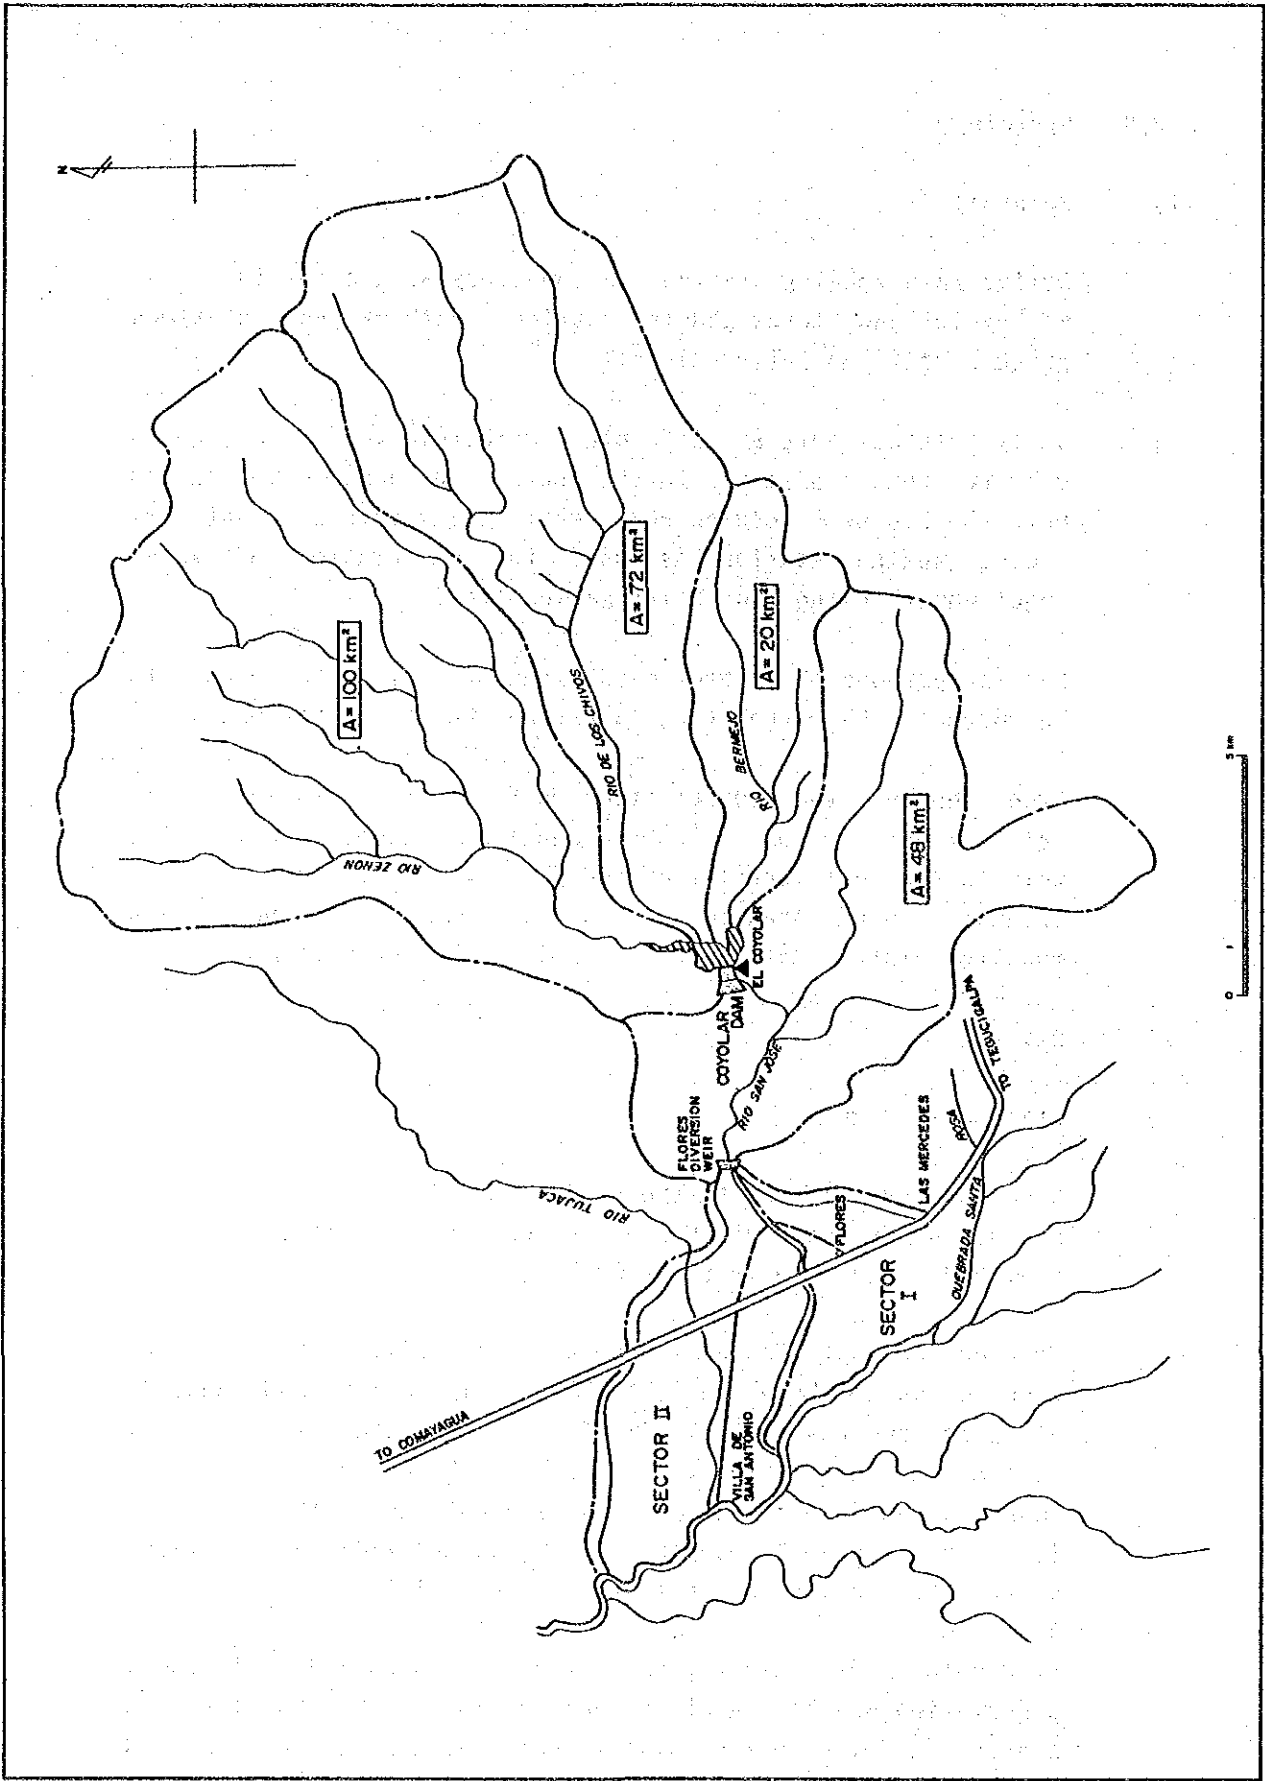 N
A = 100 km²
A = 72 km²
A = 20 km²
A = 48 km²
RIO ZENON
RIO DE LOS CHIVOS
RIO BERMEJO
EL COYOLAR
COYOLAR
DAM
RIO SAN JOSE
FLORES
DIVERSION
WEIR
RIO TUJACA
TO TEGUCIGALPA
LAS MERCEDES
ROSA
QUEBRADA SANTA
FLORES
SECTOR
I
TO COMAYAGUA
SECTOR II
VILLA DE
SAN ANTONIO
0 1 5 km